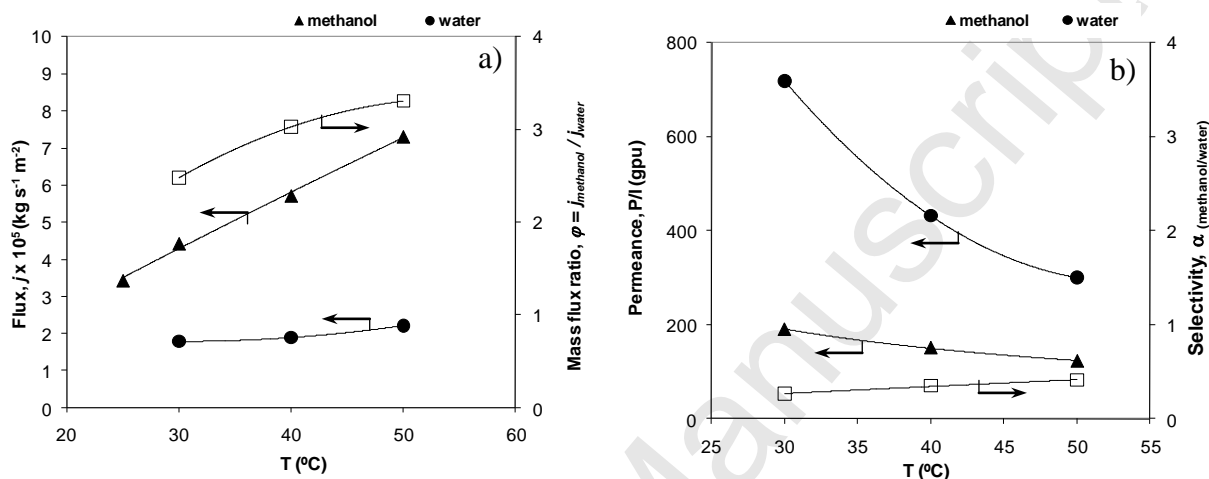 methanol water
a)
Flux, j x 10⁵ (kg s⁻¹ m⁻²)
10
9
8
7
6
5
4
3
2
1
0
4
3
2
1
0
Mass flux ratio, φ = j methanol / j water
20 30 40 50 60
T (ºC)
methanol water
b)
Permeance, P/l (gpu)
800
600
400
200
0
4
3
2
1
0
Selectivity, α (methanol/water)
25 30 35 40 45 50 55
T (ºC)
Manuscrip